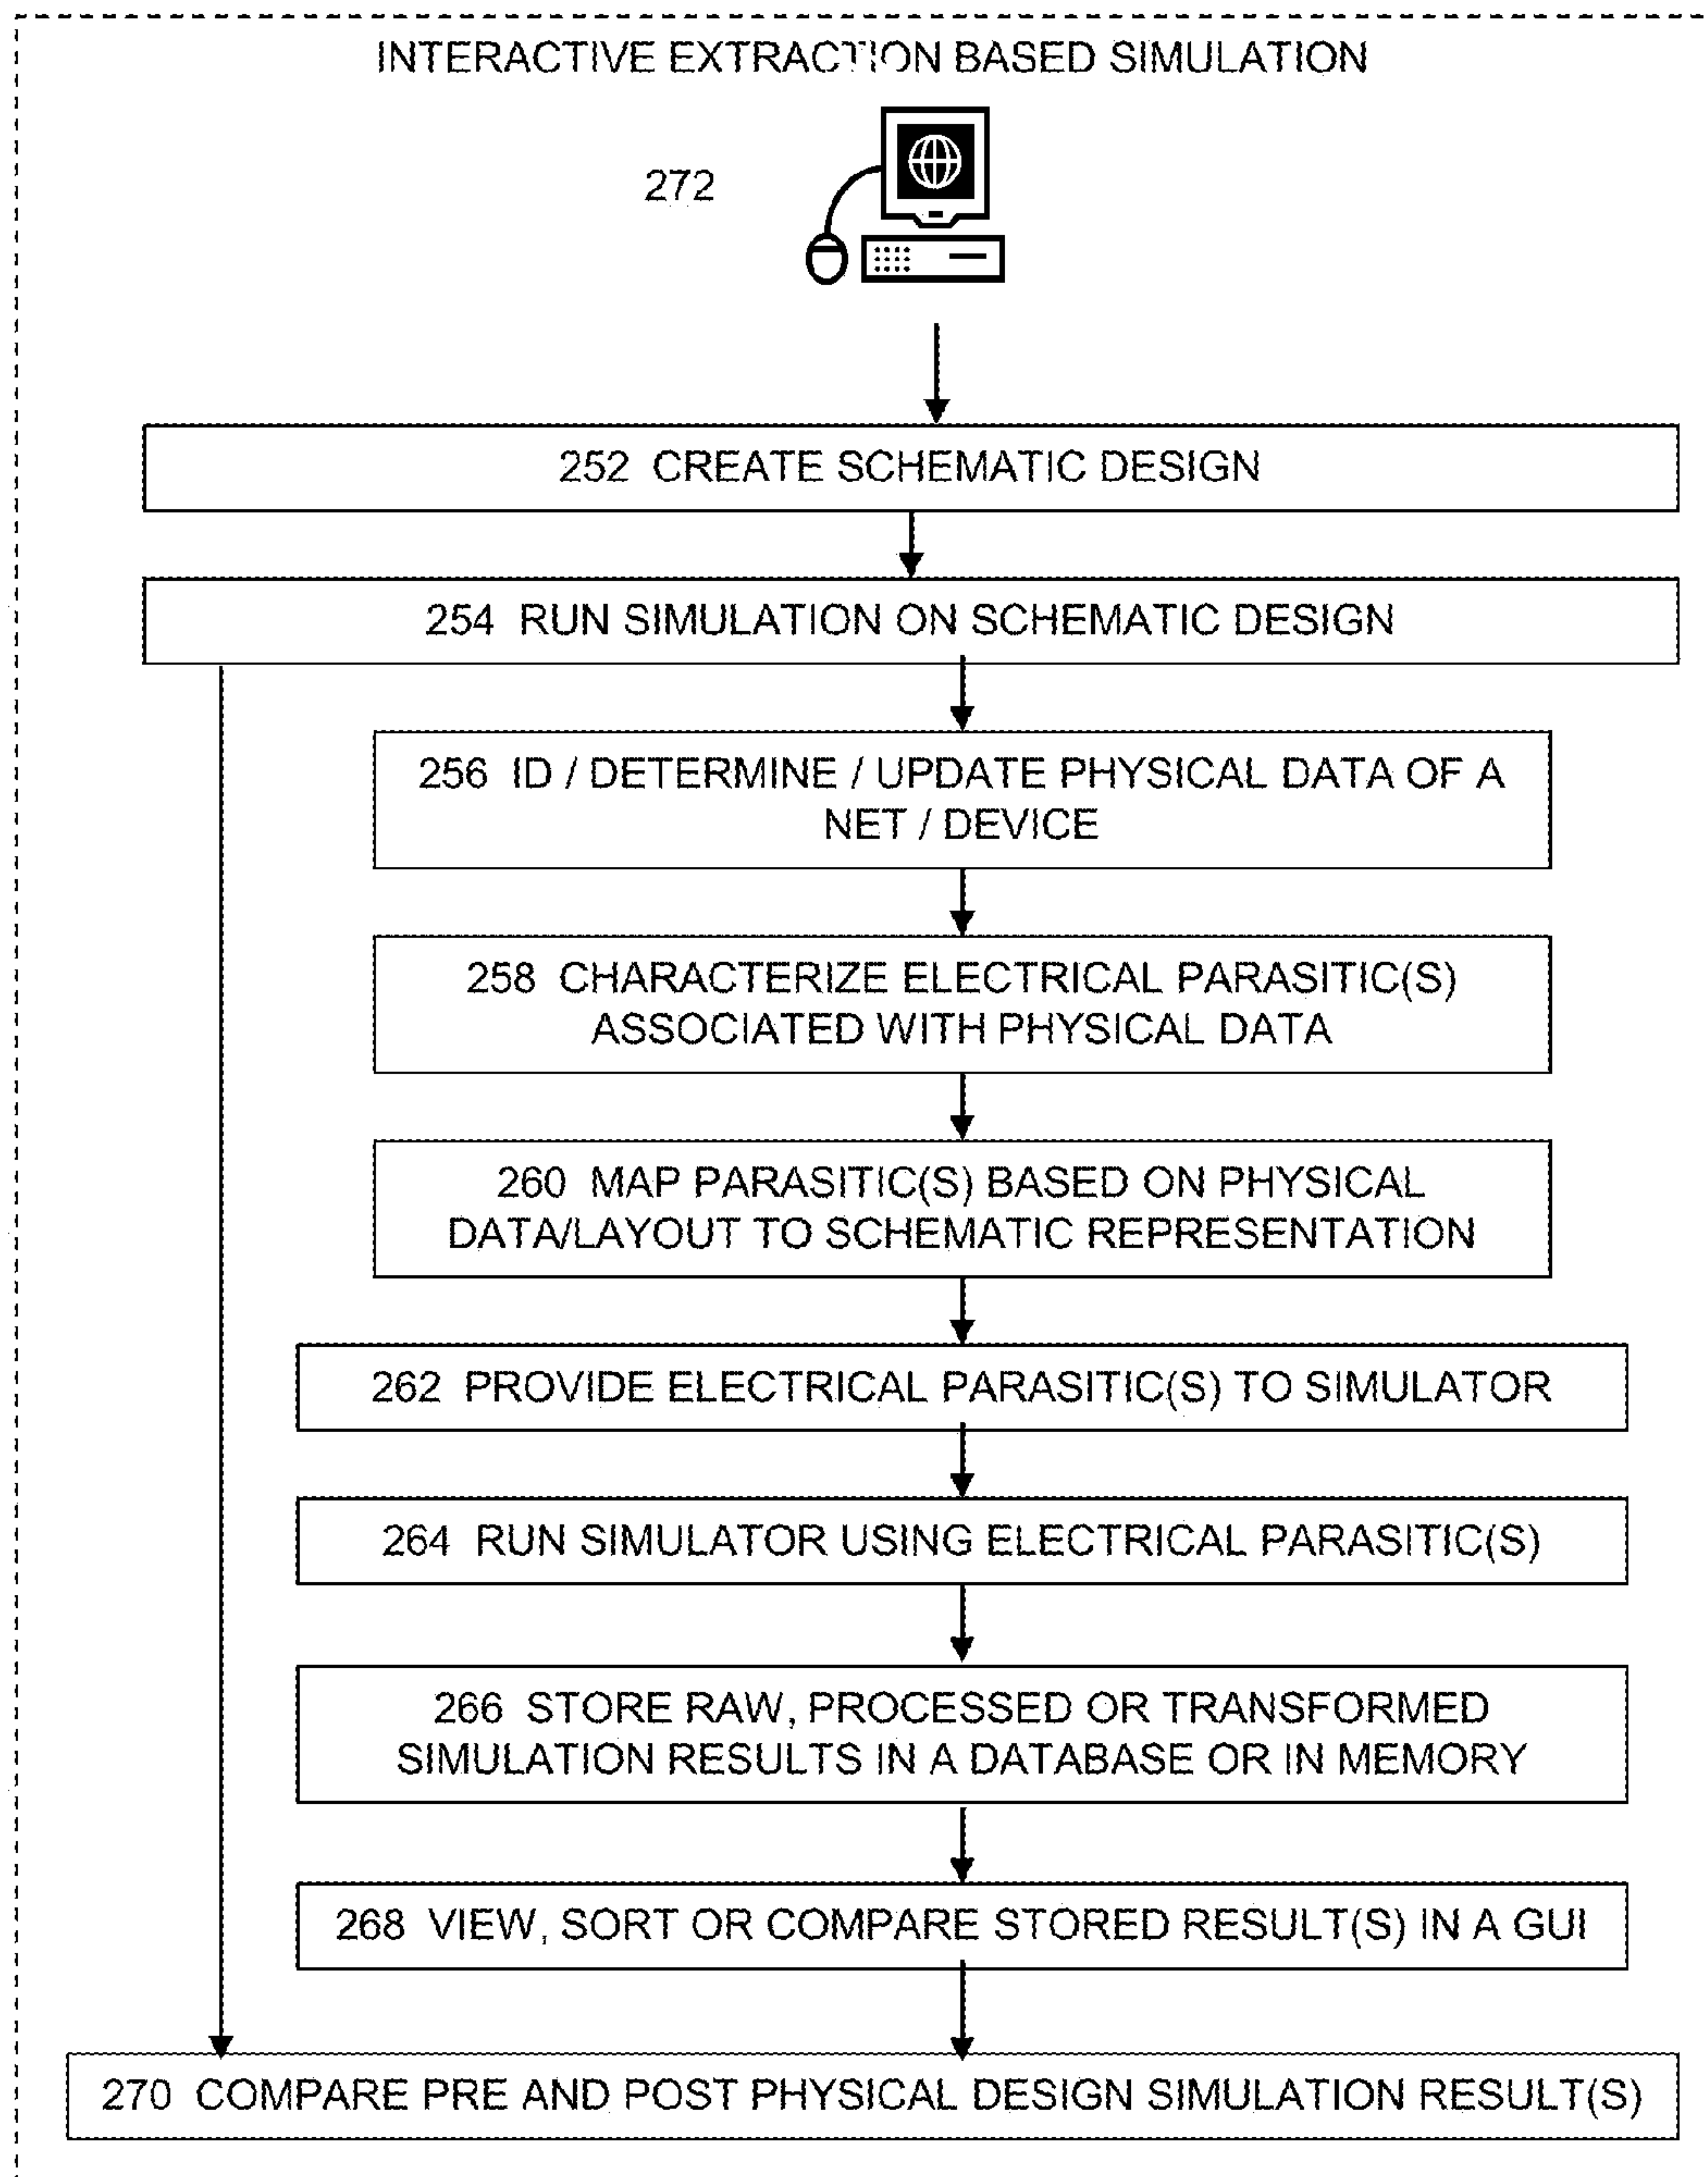 INTERACTIVE EXTRACTION BASED SIMULATION
272
252 CREATE SCHEMATIC DESIGN
254 RUN SIMULATION ON SCHEMATIC DESIGN
256 ID / DETERMINE / UPDATE PHYSICAL DATA OF A
NET / DEVICE
258 CHARACTERIZE ELECTRICAL PARASITIC(S)
ASSOCIATED WITH PHYSICAL DATA
260 MAP PARASITIC(S) BASED ON PHYSICAL
DATA/LAYOUT TO SCHEMATIC REPRESENTATION
262 PROVIDE ELECTRICAL PARASITIC(S) TO SIMULATOR
264 RUN SIMULATOR USING ELECTRICAL PARASITIC(S)
266 STORE RAW, PROCESSED OR TRANSFORMED
SIMULATION RESULTS IN A DATABASE OR IN MEMORY
268 VIEW, SORT OR COMPARE STORED RESULT(S) IN A GUI
270 COMPARE PRE AND POST PHYSICAL DESIGN SIMULATION RESULT(S)